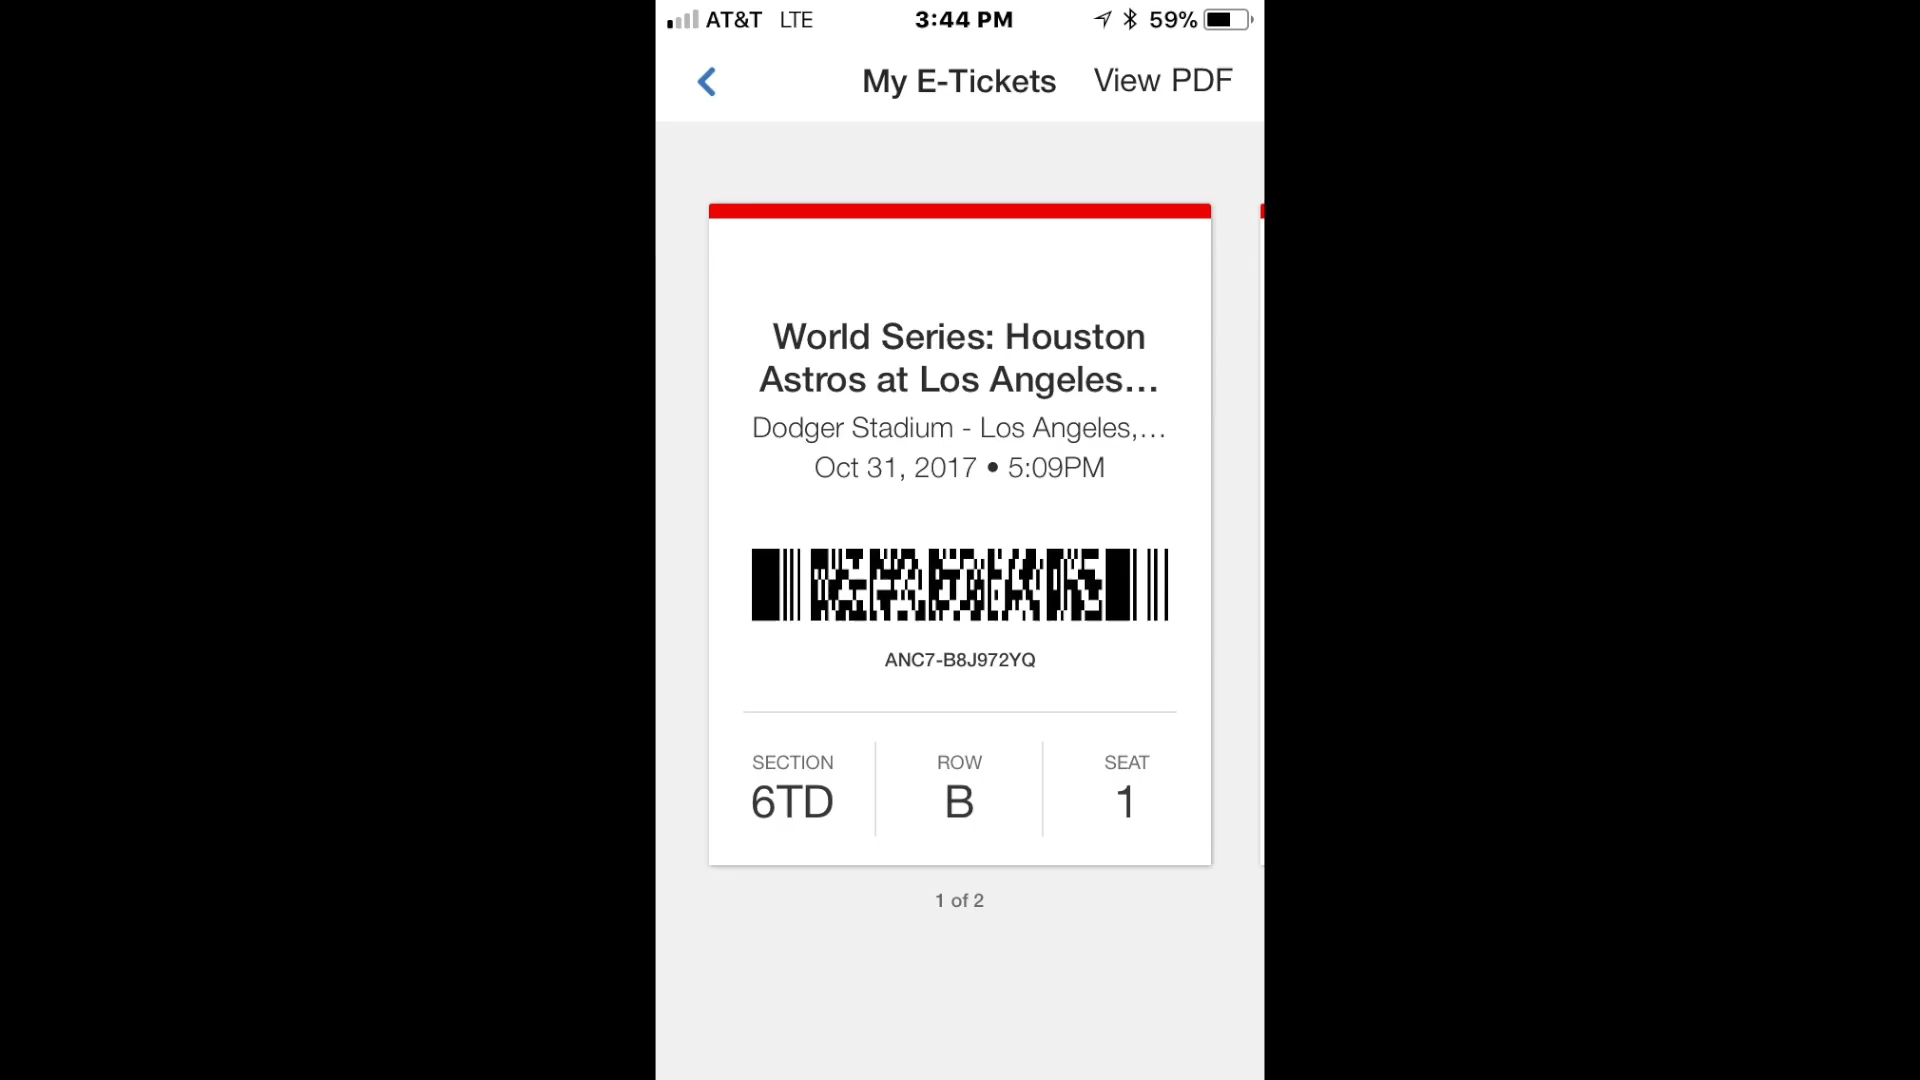 AT&T LTE 3:44 PM 59%
My E-Tickets View PDF
World Series: Houston
Astros at Los Angeles...
Dodger Stadium - Los Angeles,...
Oct 31, 2017 • 5:09PM
ANC7-B8J972YQ
SECTION ROW SEAT
6TD B 1
1 of 2